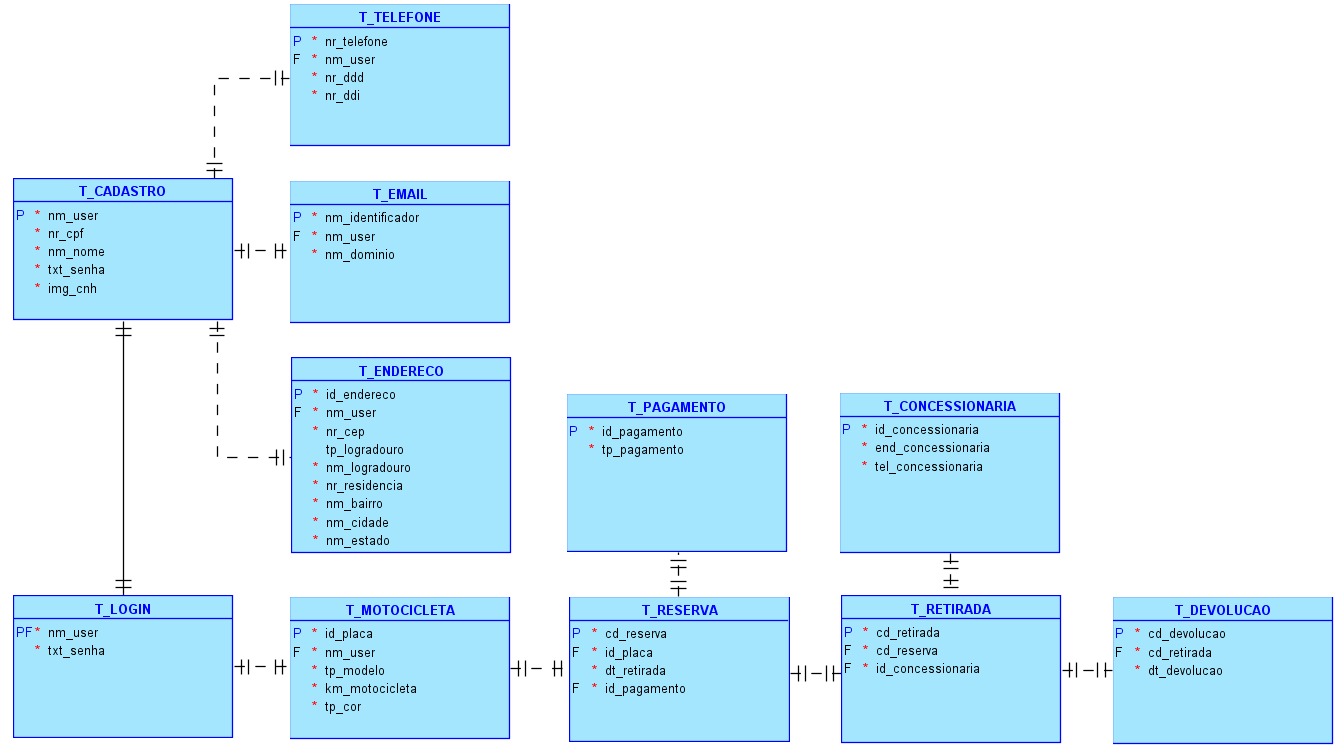 T_TELEFONE
P * nr_telefone
F * nm_user
* nr_ddd
* nr_ddi
T_CADASTRO
P * nm_user
* nr_cpf
* nm_nome
* txt_senha
* img_cnh
T_EMAIL
P * nm_identificador
F * nm_user
* nm_dominio
T_ENDERECO
P * id_endereco
F * nm_user
* nr_cep
tp_logradouro
* nm_logradouro
* nr_residencia
* nm_bairro
* nm_cidade
* nm_estado
T_PAGAMENTO
P * id_pagamento
* tp_pagamento
T_CONCESSIONARIA
P * id_concessionaria
* end_concessionaria
* tel_concessionaria
T_LOGIN
PF * nm_user
* txt_senha
T_MOTOCICLETA
P * id_placa
F * nm_user
* tp_modelo
* km_motocicleta
* tp_cor
T_RESERVA
P * cd_reserva
F * id_placa
* dt_retirada
F * id_pagamento
T_RETIRADA
P * cd_retirada
F * cd_reserva
F * id_concessionaria
T_DEVOLUCAO
P * cd_devolucao
F * cd_retirada
* dt_devolucao